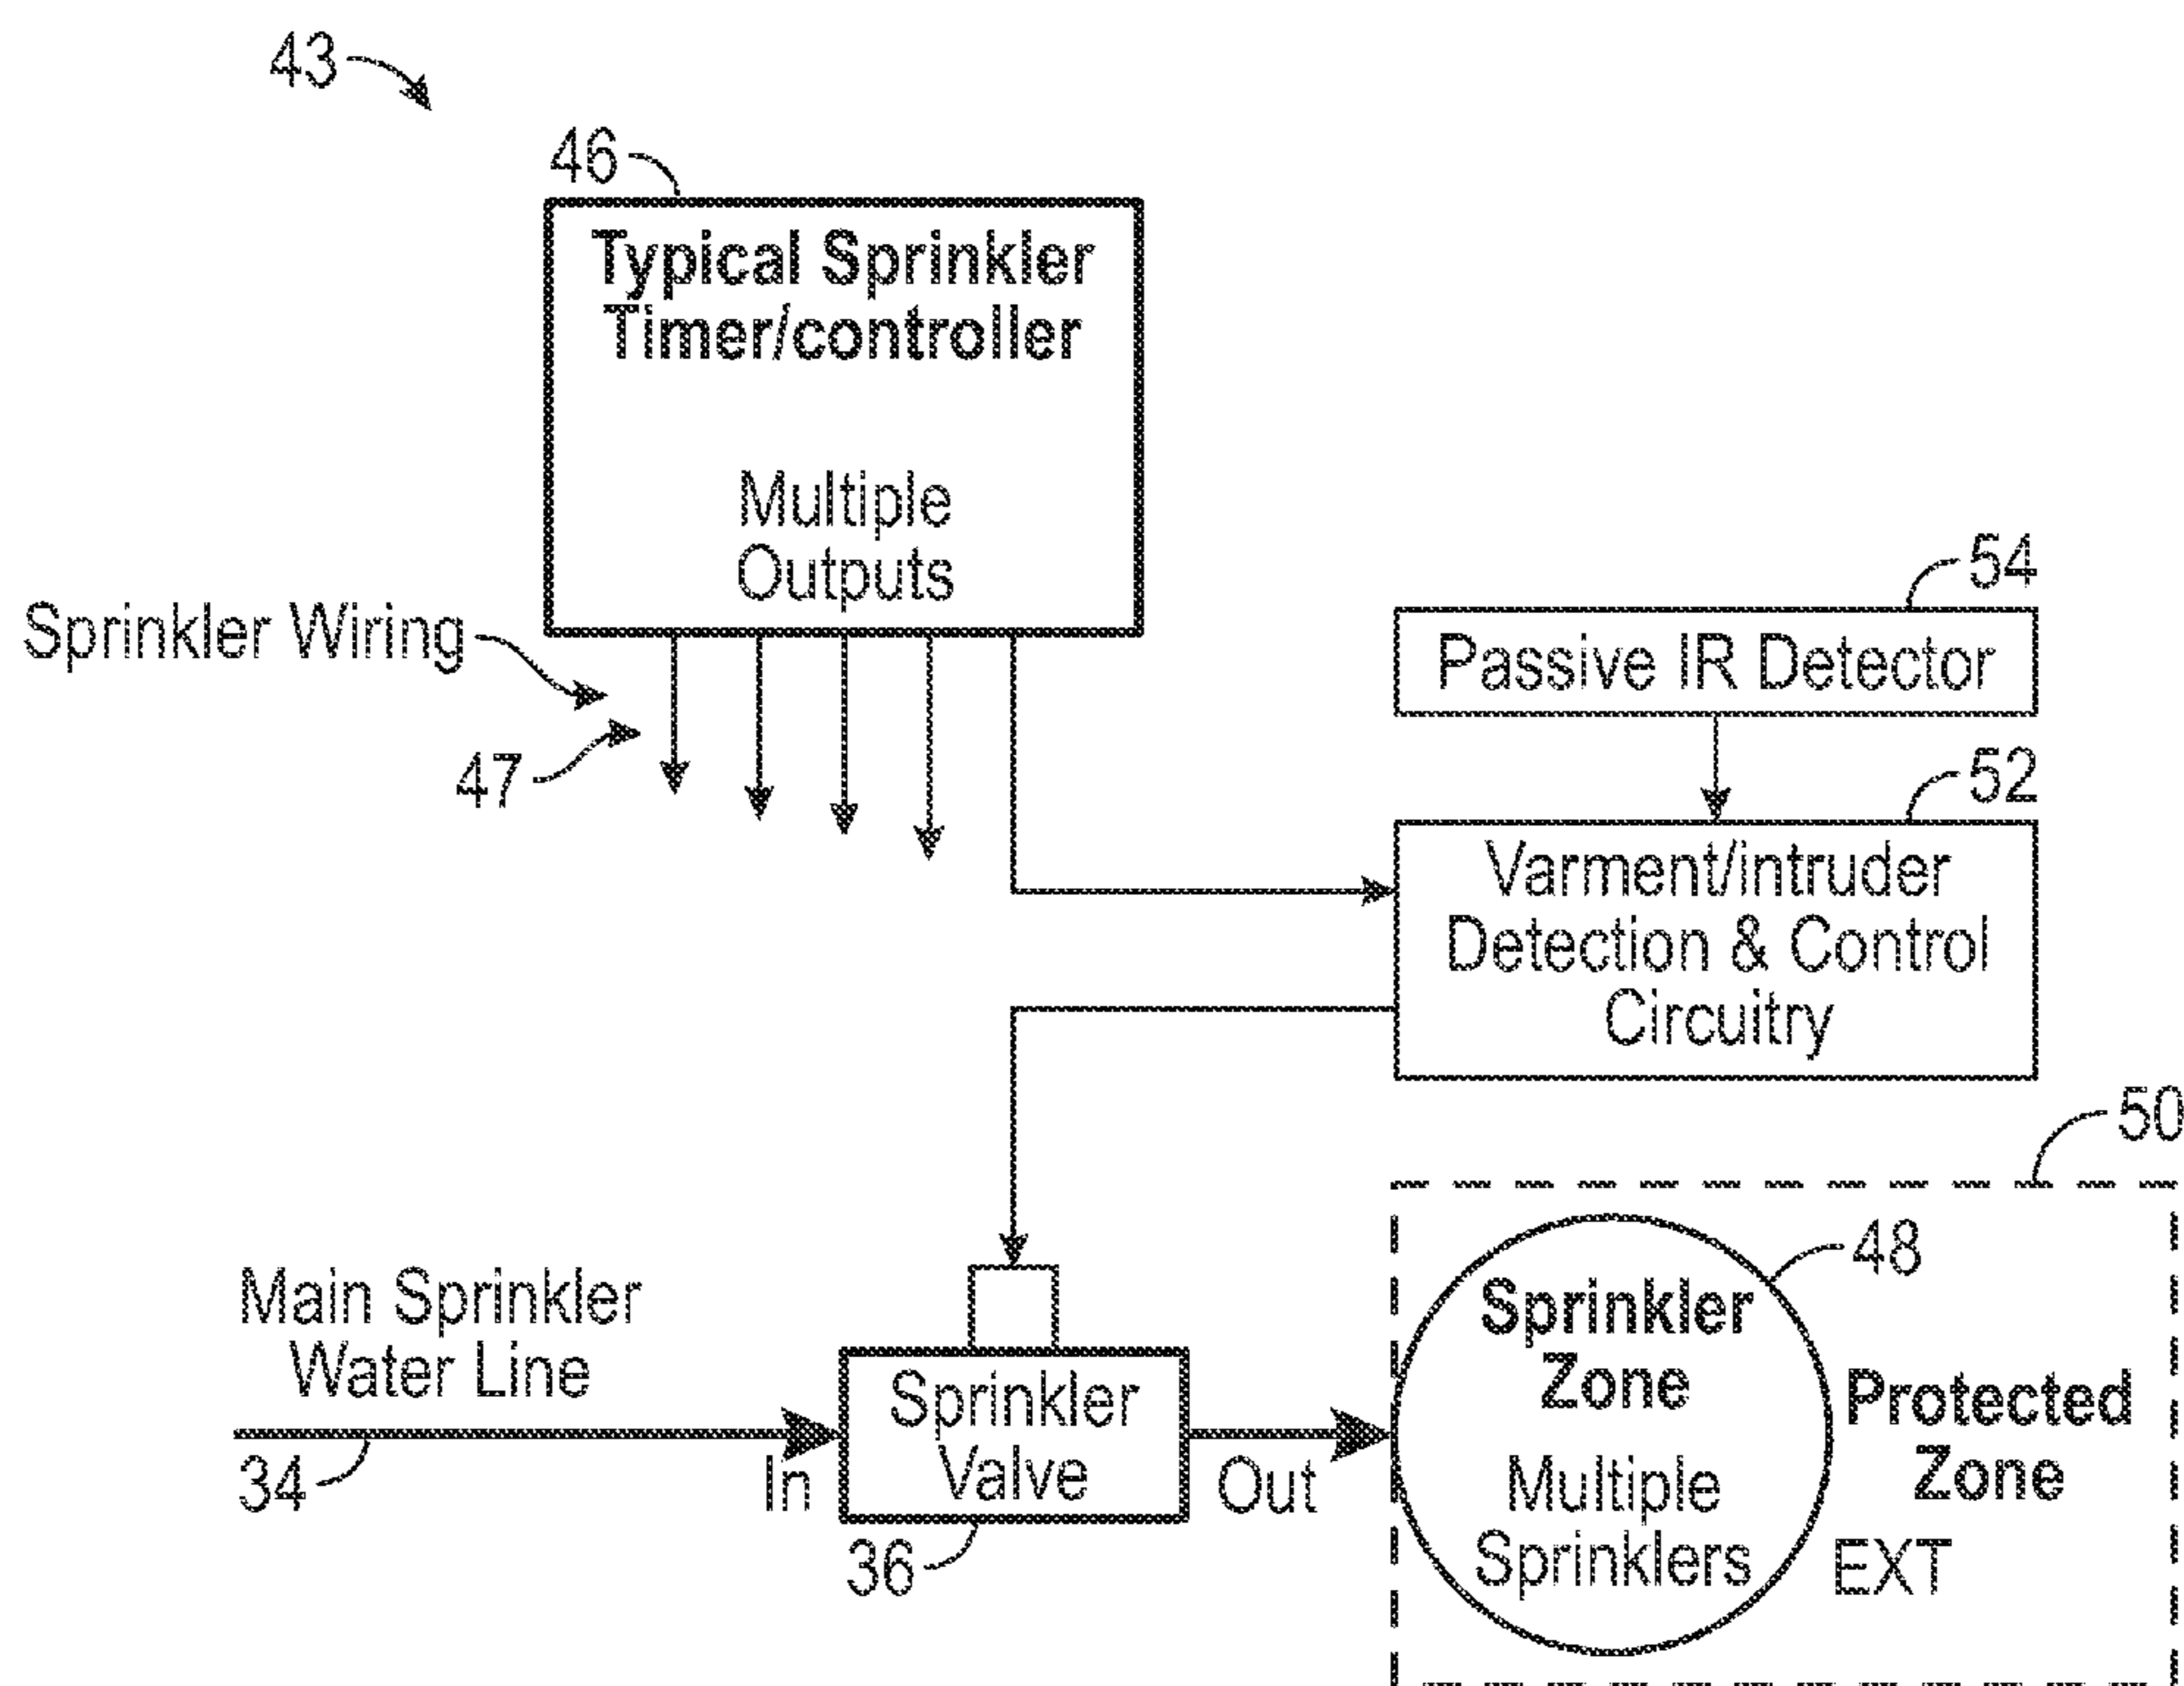 43
46
Typical Sprinkler
Timer/controller
Multiple
Outputs
Sprinkler Wiring
47
54
Passive IR Detector
52
Varment/intruder
Detection & Control
Circuitry
50
48
Sprinkler
Zone
Multiple
Sprinklers
Protected
Zone
EXT
Main Sprinkler
Water Line
34
In
Sprinkler
Valve
36
Out